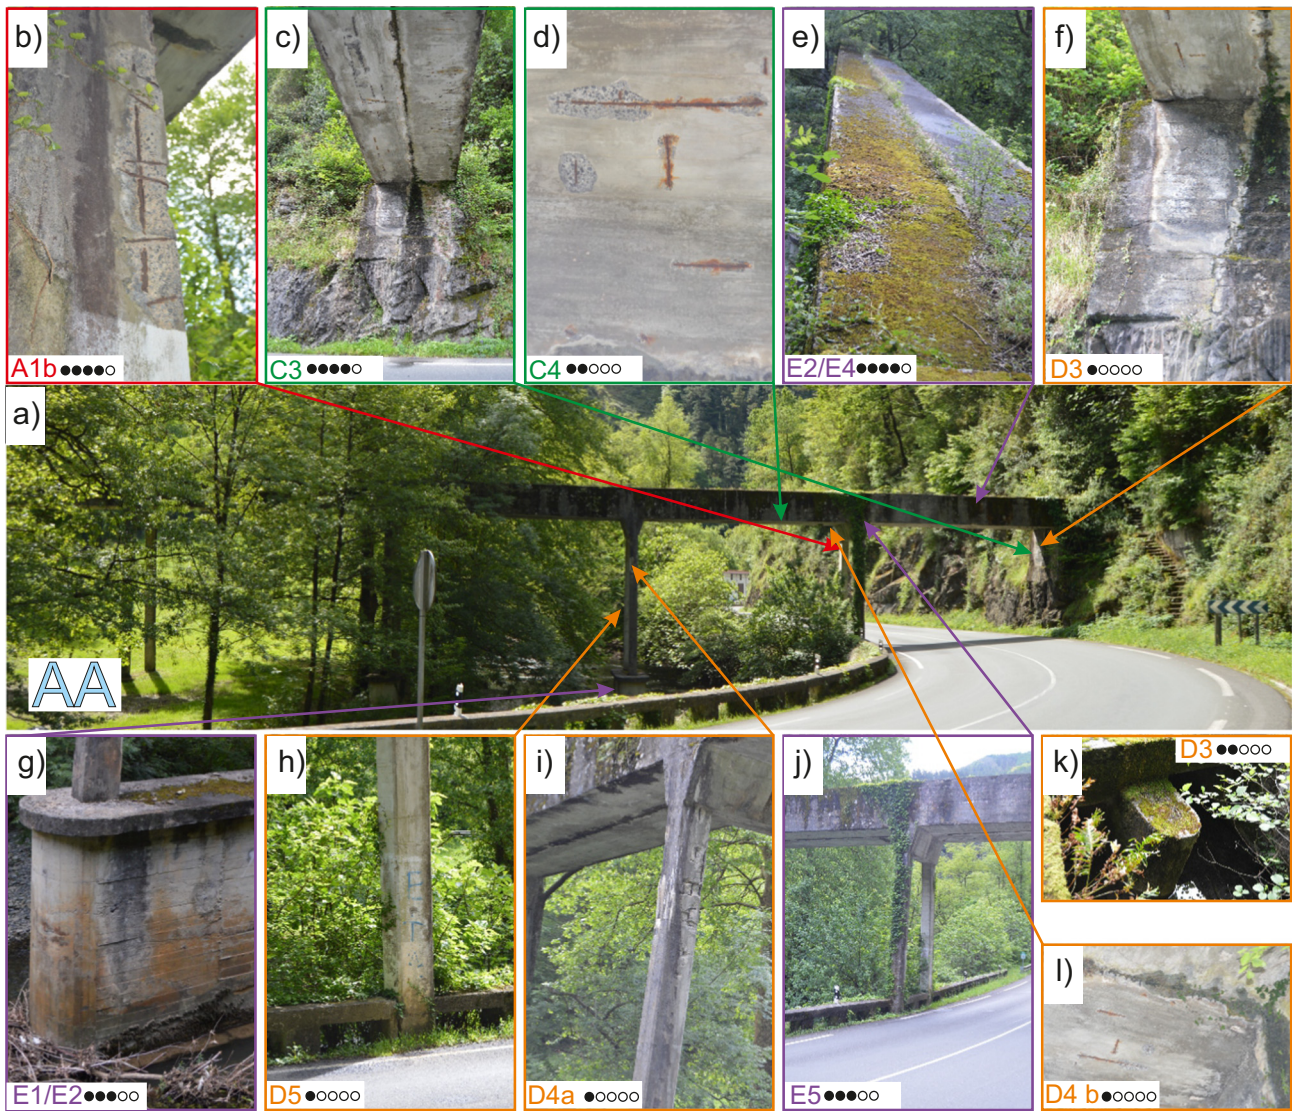 b)
c)
d)
e)
f)
A1b ●●●●○
C3 ●●●●○
C4 ●●○○○
E2/E4 ●●●●○
D3 ●○○○○
a)
AA
g)
h)
i)
j)
k)
D3 ●●○○○
l)
E1/E2 ●●●○○
D5 ●○○○○
D4a ●○○○○
E5 ●●●○○
D4 b ●○○○○